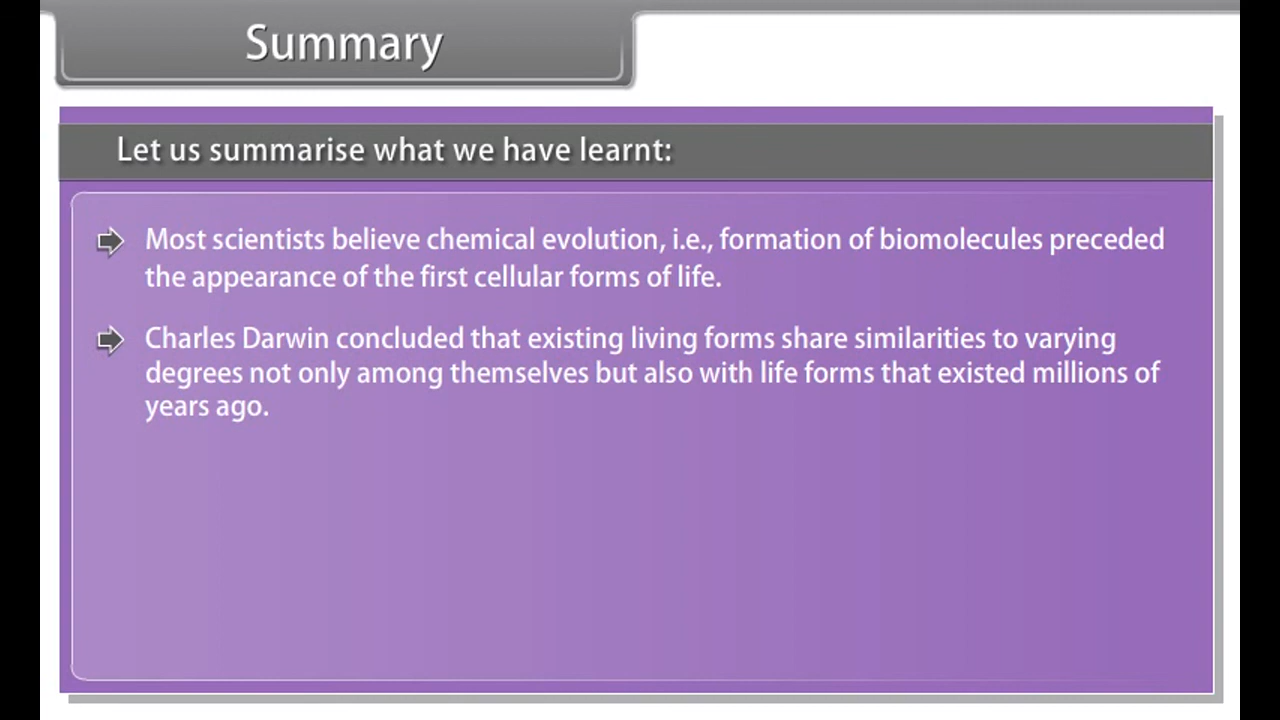 Summary
Let us summarise what we have learnt:
Most scientists believe chemical evolution, i.e., formation of biomolecules preceded
the appearance of the first cellular forms of life.
Charles Darwin concluded that existing living forms share similarities to varying
degrees not only among themselves but also with life forms that existed millions of
years ago.